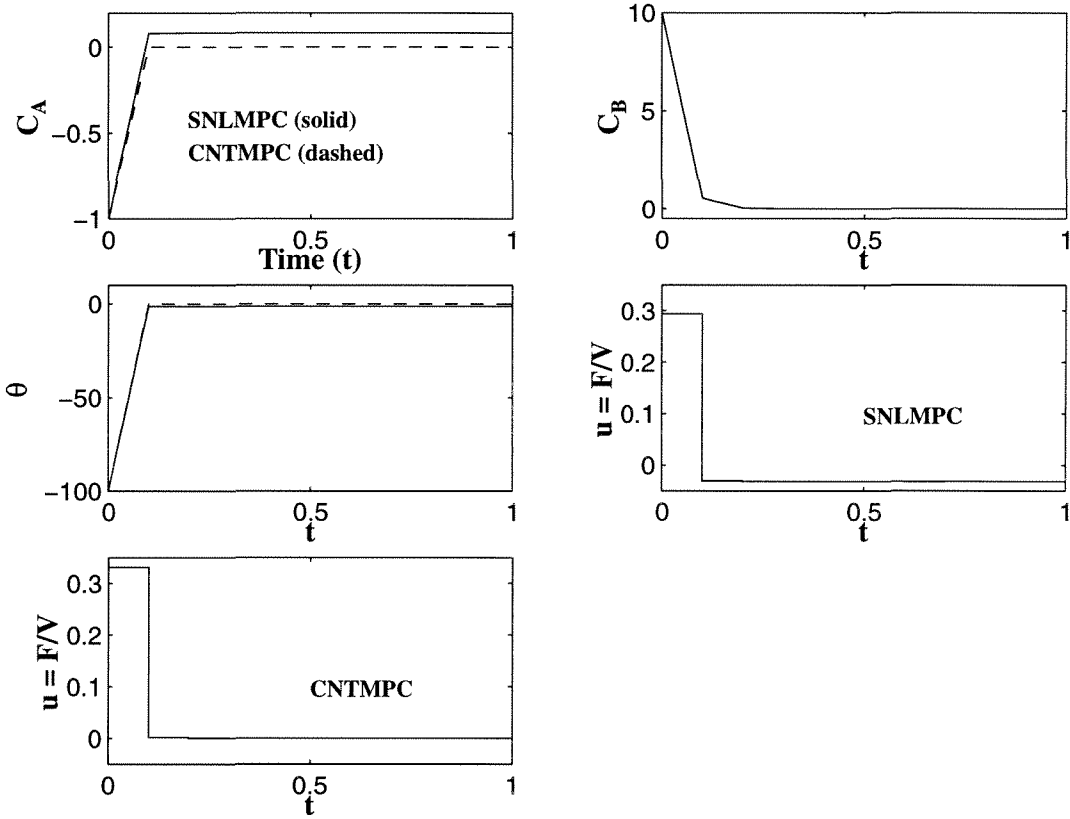 0
−0.5
−1
C_A
SNLMPC (solid)
CNTMPC (dashed)
0
0.5
1
Time (t)
10
5
0
C_B
0
0.5
1
t
0
−50
−100
θ
0
0.5
1
t
0.3
0.2
0.1
0
u = F/V
SNLMPC
0
0.5
1
t
0.3
0.2
0.1
0
u = F/V
CNTMPC
0
0.5
1
t